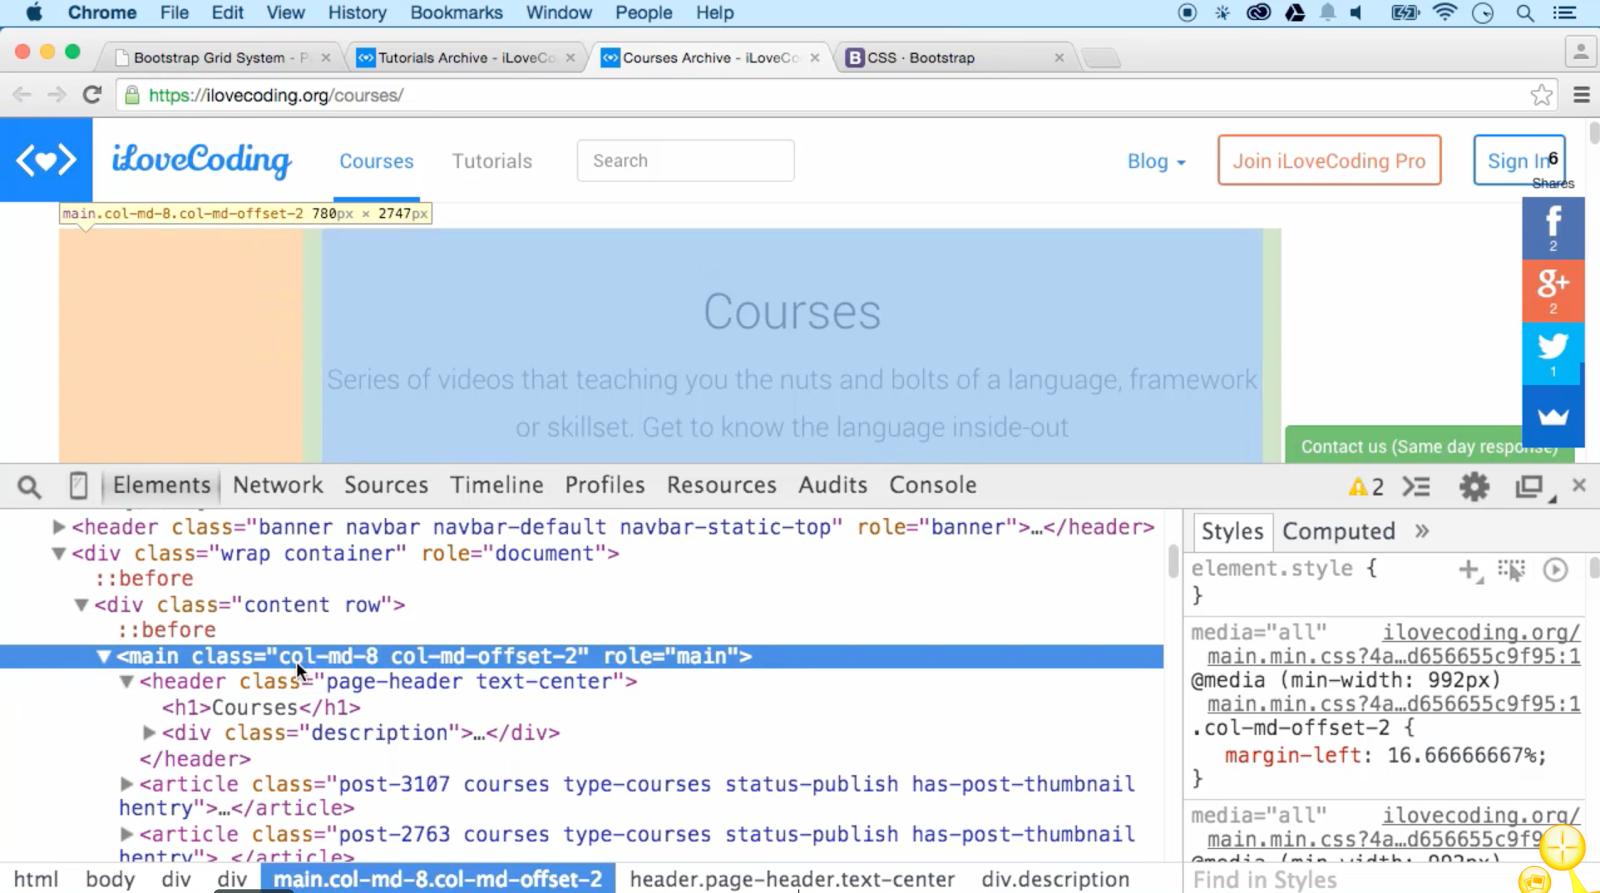 Chrome File Edit View History Bookmarks Window People Help
Bootstrap Grid System - P
Tutorials Archive - iLoveCo
Courses Archive - iLoveCo
CSS · Bootstrap
https://ilovecoding.org/courses/
iLoveCoding
Courses
Tutorials
Search
Blog
Join iLoveCoding Pro
Sign In
6
Shares
main.col-md-8.col-md-offset-2 780px × 2747px
2
g+
2
1
Courses
Series of videos that teaching you the nuts and bolts of a language, framework
or skillset. Get to know the language inside-out
Contact us (Same day response)
Elements Network Sources Timeline Profiles Resources Audits Console
2
<header class="banner navbar navbar-default navbar-static-top" role="banner">…</header>
<div class="wrap container" role="document">
::before
<div class="content row">
::before
<main class="col-md-8 col-md-offset-2" role="main">
<header class="page-header text-center">
<h1>Courses</h1>
<div class="description">…</div>
</header>
<article class="post-3107 courses type-courses status-publish has-post-thumbnail
hentry">…</article>
<article class="post-2763 courses type-courses status-publish has-post-thumbnail
hentry">…</article>
html body div div main.col-md-8.col-md-offset-2 header.page-header.text-center div.description
Styles Computed »
element.style {
}
media="all" ilovecoding.org/
main.min.css?4a…d656655c9f95:1
@media (min-width: 992px)
main.min.css?4a…d656655c9f95:1
.col-md-offset-2 {
margin-left: 16.66666667%;
}
media="all" ilovecoding.org/
main.min.css?4a…d656655c9f9
@media (min-width: 992px)
Find in Styles